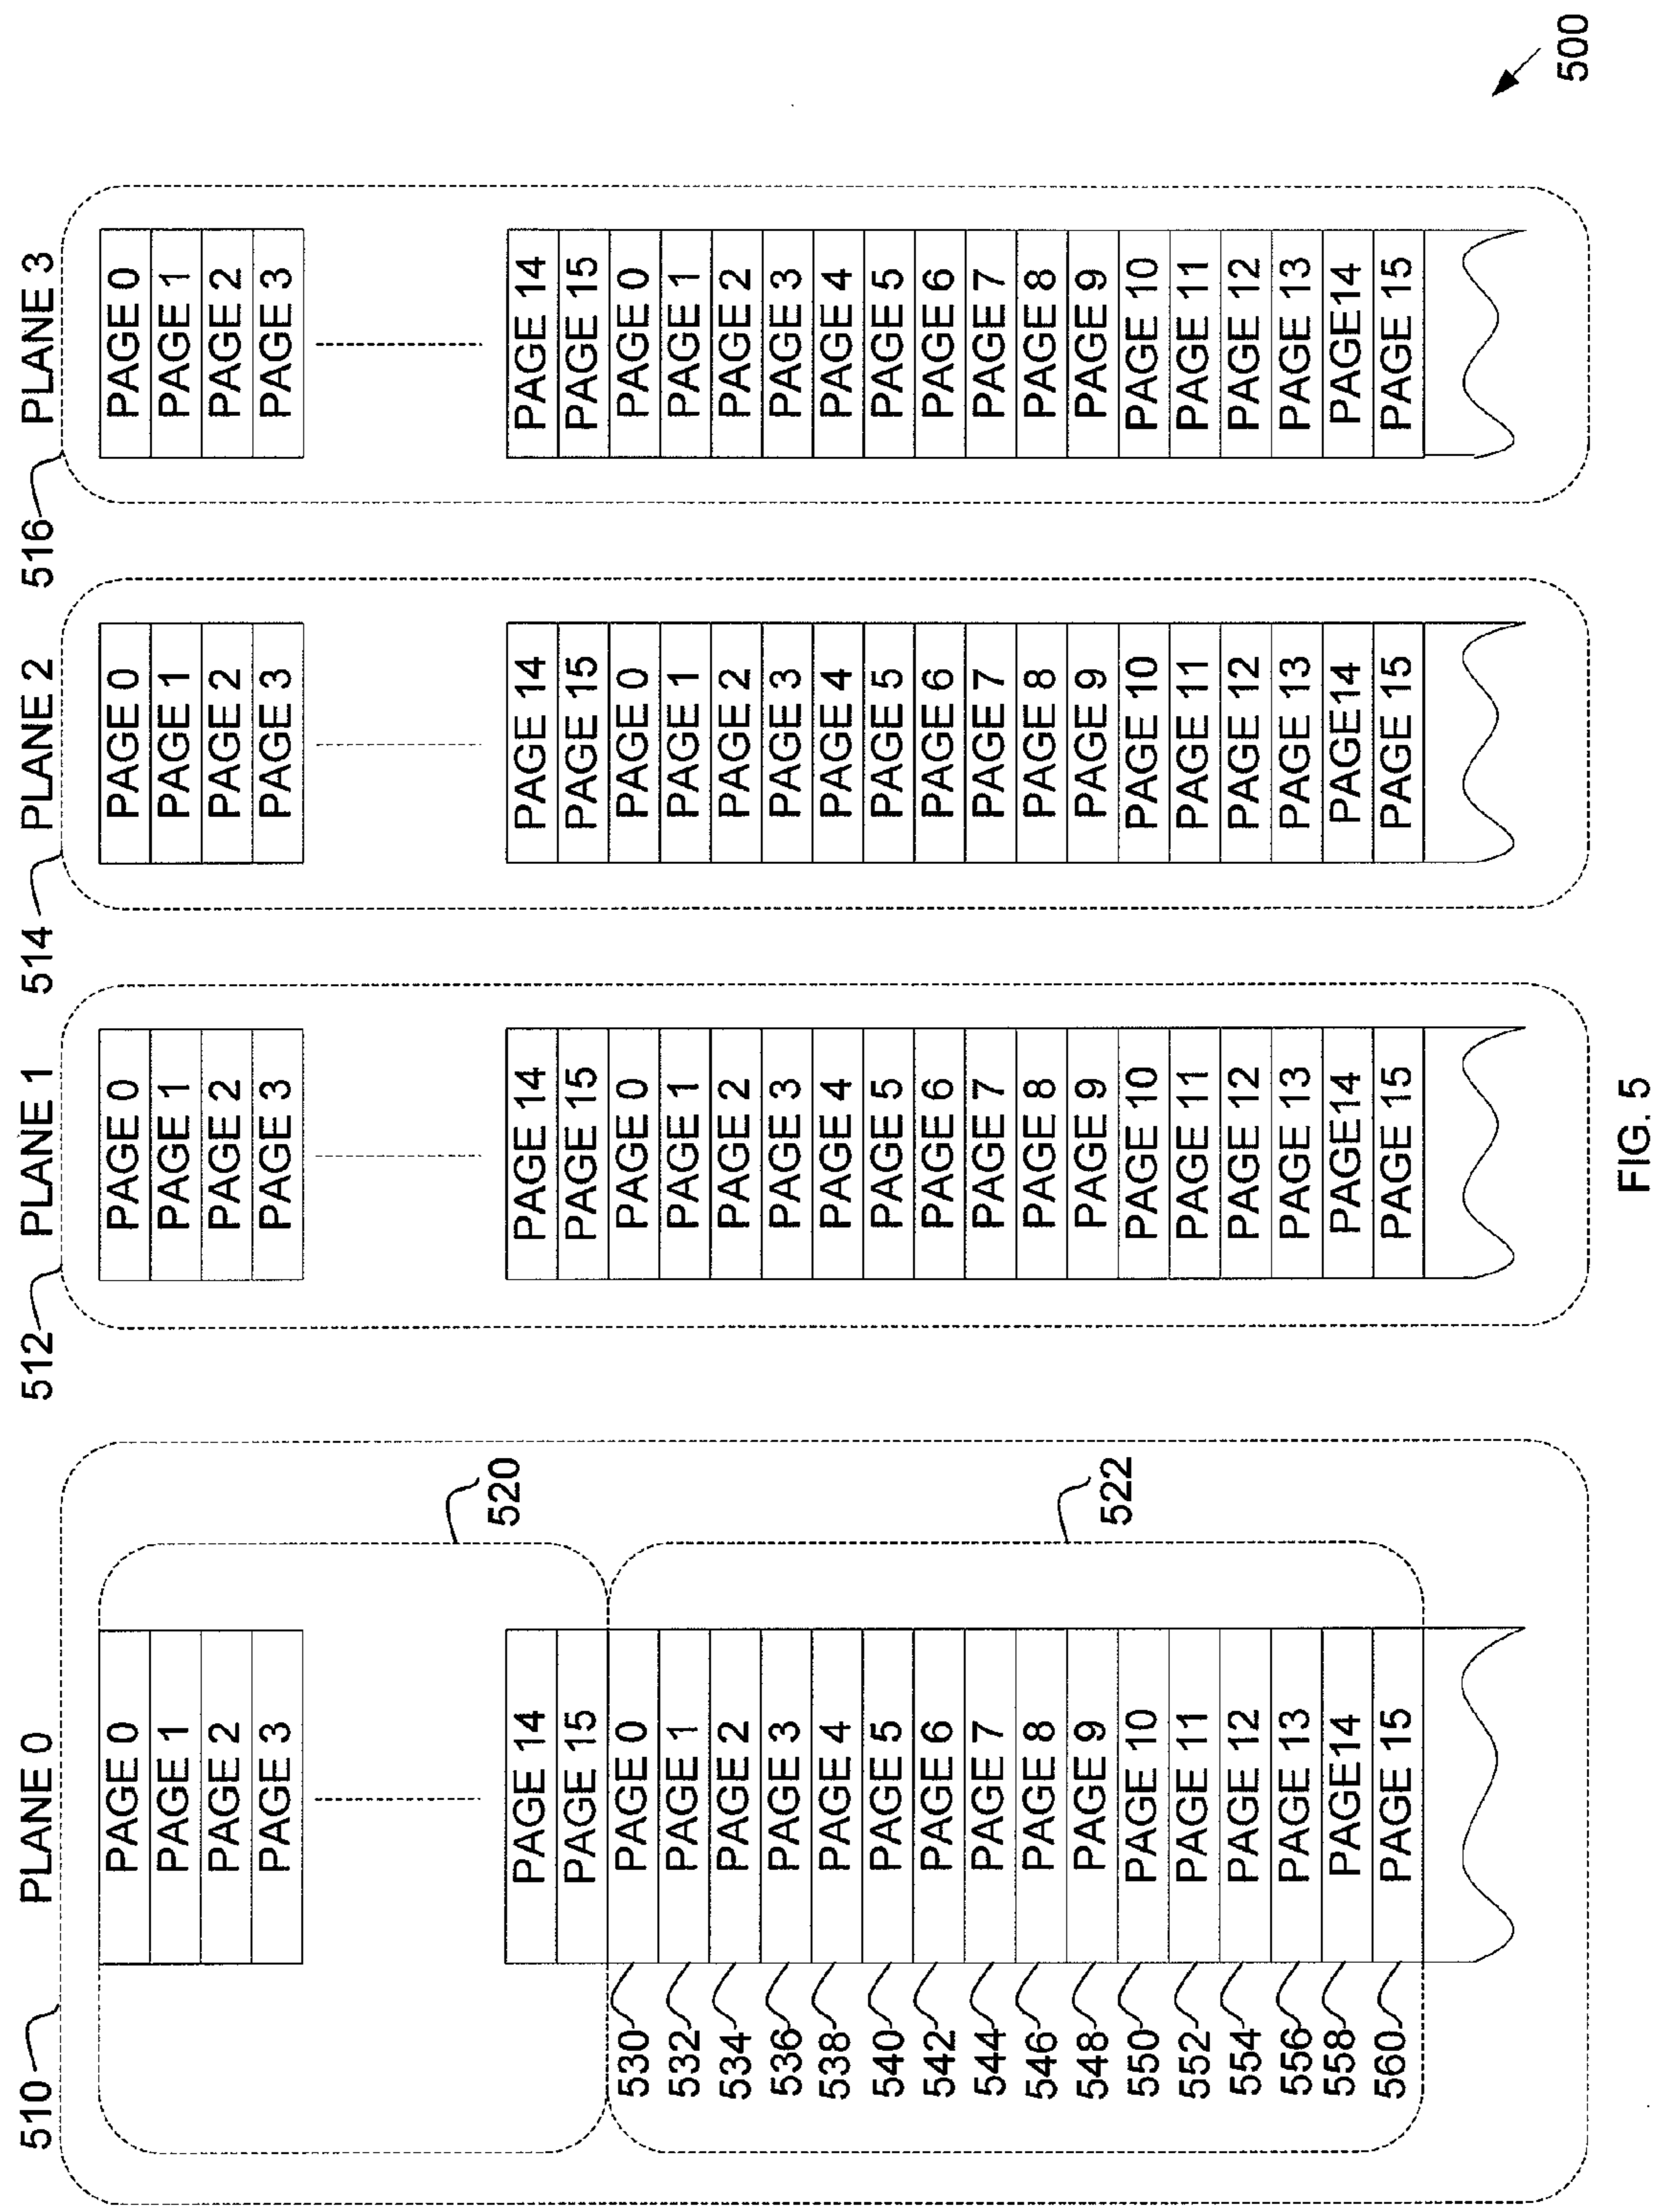 510
PLANE 0
PAGE 0
PAGE 1
PAGE 2
PAGE 3
PAGE 14
PAGE 15
520
530 PAGE 0
532 PAGE 1
534 PAGE 2
536 PAGE 3
538 PAGE 4
540 PAGE 5
542 PAGE 6
544 PAGE 7
546 PAGE 8
548 PAGE 9
550 PAGE 10
552 PAGE 11
554 PAGE 12
556 PAGE 13
558 PAGE14
560 PAGE 15
522
512
PLANE 1
PAGE 0
PAGE 1
PAGE 2
PAGE 3
PAGE 14
PAGE 15
PAGE 0
PAGE 1
PAGE 2
PAGE 3
PAGE 4
PAGE 5
PAGE 6
PAGE 7
PAGE 8
PAGE 9
PAGE 10
PAGE 11
PAGE 12
PAGE 13
PAGE14
PAGE 15
514
PLANE 2
PAGE 0
PAGE 1
PAGE 2
PAGE 3
PAGE 14
PAGE 15
PAGE 0
PAGE 1
PAGE 2
PAGE 3
PAGE 4
PAGE 5
PAGE 6
PAGE 7
PAGE 8
PAGE 9
PAGE 10
PAGE 11
PAGE 12
PAGE 13
PAGE14
PAGE 15
516
PLANE 3
PAGE 0
PAGE 1
PAGE 2
PAGE 3
PAGE 14
PAGE 15
PAGE 0
PAGE 1
PAGE 2
PAGE 3
PAGE 4
PAGE 5
PAGE 6
PAGE 7
PAGE 8
PAGE 9
PAGE 10
PAGE 11
PAGE 12
PAGE 13
PAGE14
PAGE 15
500
FIG. 5